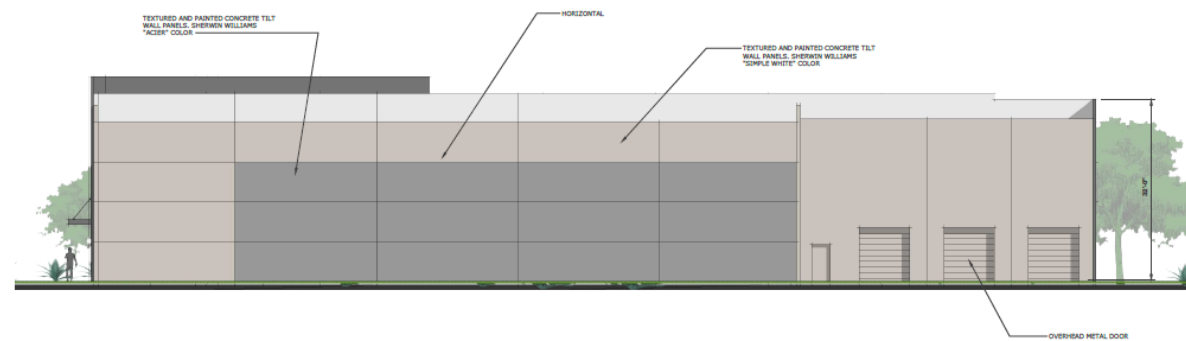 TEXTURED AND PAINTED CONCRETE TILT
WALL PANELS. SHERWIN WILLIAMS
"ACIER" COLOR
HORIZONTAL
TEXTURED AND PAINTED CONCRETE TILT
WALL PANELS. SHERWIN WILLIAMS
"SIMPLE WHITE" COLOR
OVERHEAD METAL DOOR